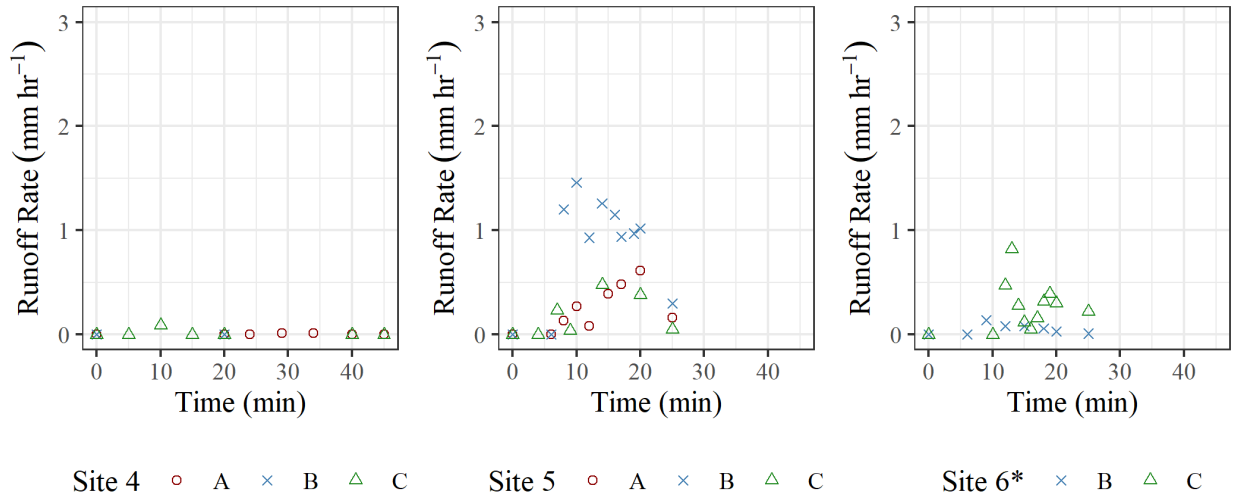 Runoff Rate (mm hr⁻¹)
3
2
1
0
0 10 20 30 40
Time (min)
Site 4 A B C
Runoff Rate (mm hr⁻¹)
3
2
1
0
0 10 20 30 40
Time (min)
Site 5 A B C
Runoff Rate (mm hr⁻¹)
3
2
1
0
0 10 20 30 40
Time (min)
Site 6* B C